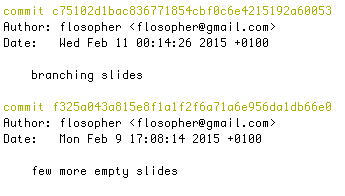 commit c75102d1bac836771854cbf0c6e4215192a60053
Author: flosopher <flosopher@gmail.com>
Date:   Wed Feb 11 00:14:26 2015 +0100
branching slides
commit f325a043a815e8f1a1f2f6a71a6e956da1db66e0
Author: flosopher <flosopher@gmail.com>
Date:   Mon Feb 9 17:08:14 2015 +0100
few more empty slides